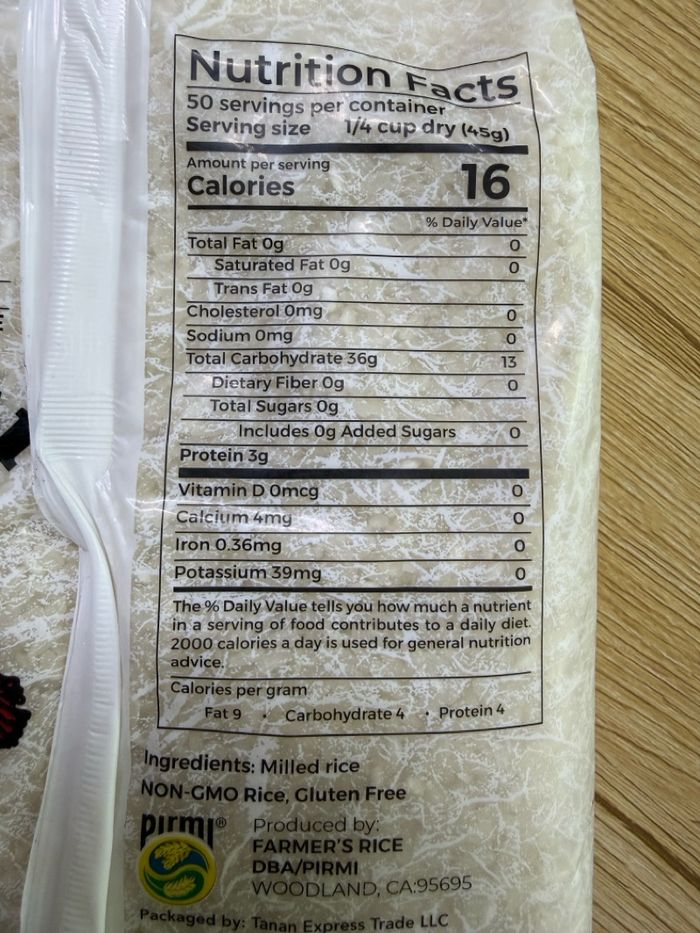 Nutrition Facts
50 servings per container
Serving size 1/4 cup dry (45g)
Amount per serving
Calories 16
% Daily Value*
Total Fat 0g 0
Saturated Fat 0g 0
Trans Fat 0g
Cholesterol 0mg 0
Sodium 0mg 0
Total Carbohydrate 36g 13
Dietary Fiber 0g 0
Total Sugars 0g
Includes 0g Added Sugars 0
Protein 3g
Vitamin D 0mcg 0
Calcium 4mg 0
Iron 0.36mg 0
Potassium 39mg 0
The % Daily Value tells you how much a nutrient
in a serving of food contributes to a daily diet.
2000 calories a day is used for general nutrition
advice.
Calories per gram
Fat 9 · Carbohydrate 4 · Protein 4
Ingredients: Milled rice
NON-GMO Rice, Gluten Free
pirmi®
Produced by:
FARMER'S RICE
DBA/PIRMI
WOODLAND, CA:95695
Packaged by: Tanan Express Trade LLC